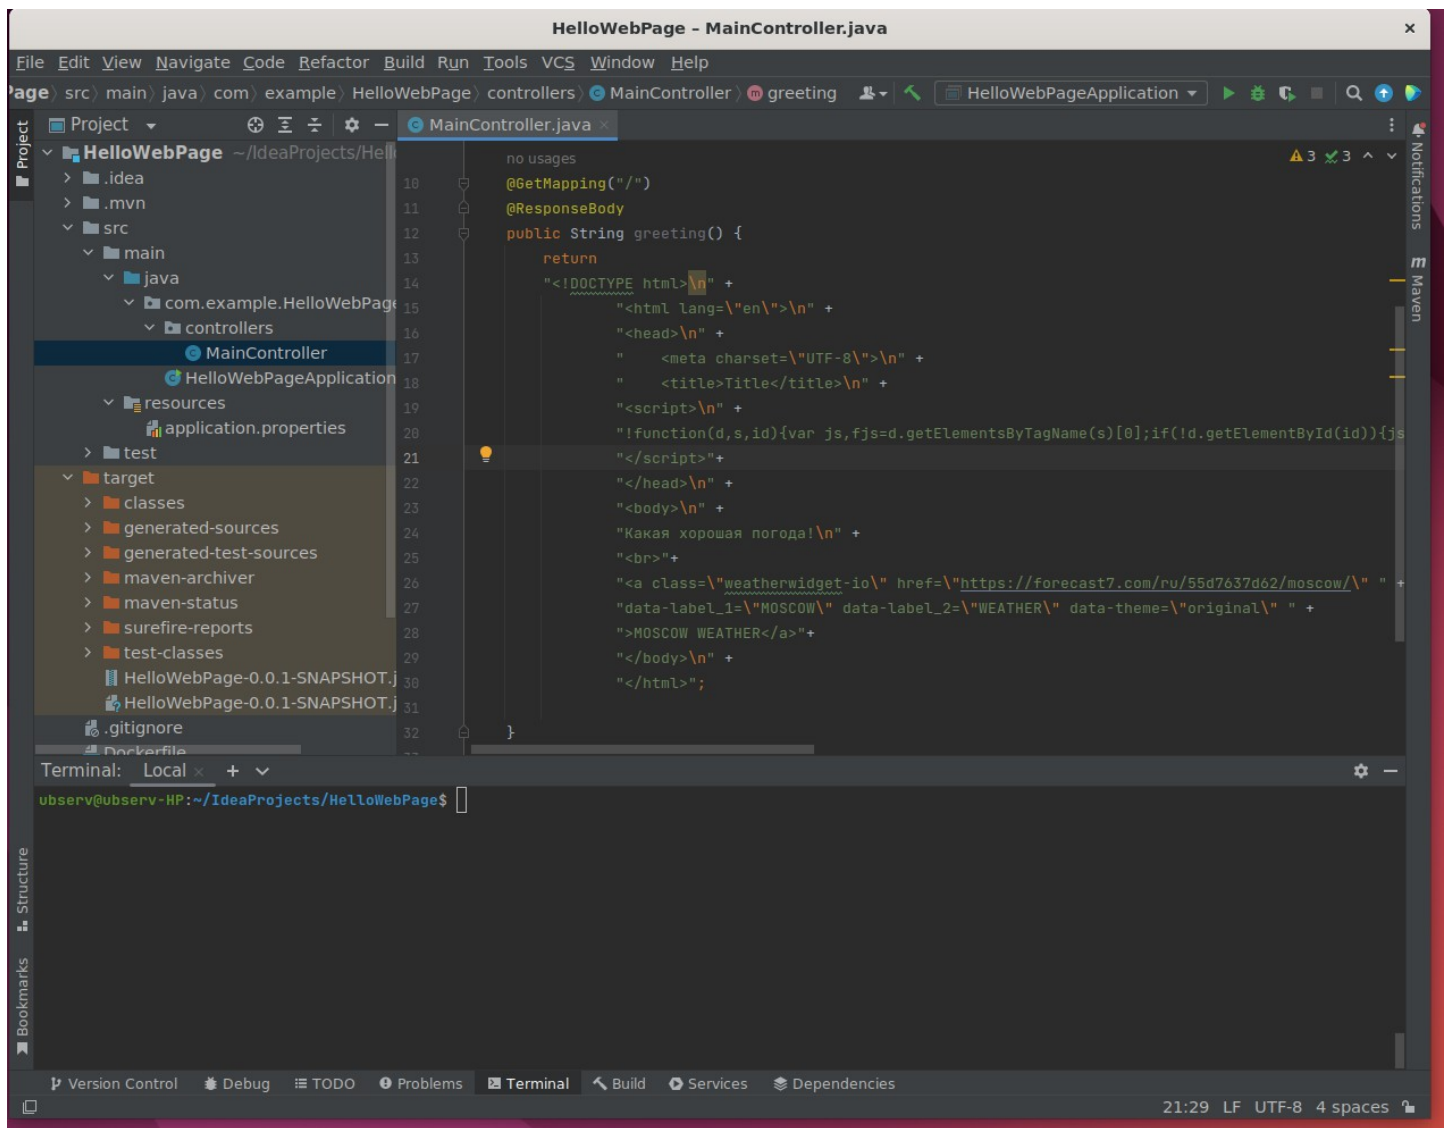 HelloWebPage – MainController.java ×
File Edit View Navigate Code Refactor Build Run Tools VCS Window Help
Page src main java com example HelloWebPage controllers MainController greeting HelloWebPageApplication
Project
MainController.java ×
Project
HelloWebPage ~/IdeaProjects/Hell
.idea
.mvn
src
main
java
com.example.HelloWebPage
controllers
MainController
HelloWebPageApplication
resources
application.properties
test
target
classes
generated-sources
generated-test-sources
maven-archiver
maven-status
surefire-reports
test-classes
HelloWebPage-0.0.1-SNAPSHOT.j
HelloWebPage-0.0.1-SNAPSHOT.j
.gitignore
Dockerfile
no usages
3 3
10 @GetMapping("/")
11 @ResponseBody
12 public String greeting() {
13 return
14 "<!DOCTYPE html>\n" +
15 "<html lang=\"en\">\n" +
16 "<head>\n" +
17 " <meta charset=\"UTF-8\">\n" +
18 " <title>Title</title>\n" +
19 "<script>\n" +
20 "!function(d,s,id){var js,fjs=d.getElementsByTagName(s)[0];if(!d.getElementById(id)){js
21 "</script>"+
22 "</head>\n" +
23 "<body>\n" +
24 "Какая хорошая погода!\n" +
25 "<br>"+
26 "<a class=\"weatherwidget-io\" href=\"https://forecast7.com/ru/55d7637d62/moscow/\" " +
27 "data-label_1=\"MOSCOW\" data-label_2=\"WEATHER\" data-theme=\"original\" " +
28 ">MOSCOW WEATHER</a>"+
29 "</body>\n" +
30 "</html>";
31
32 }
Notifications
Maven
Terminal: Local × +
ubserv@ubserv-HP:~/IdeaProjects/HelloWebPage$
Structure
Bookmarks
Version Control Debug TODO Problems Terminal Build Services Dependencies
21:29 LF UTF-8 4 spaces